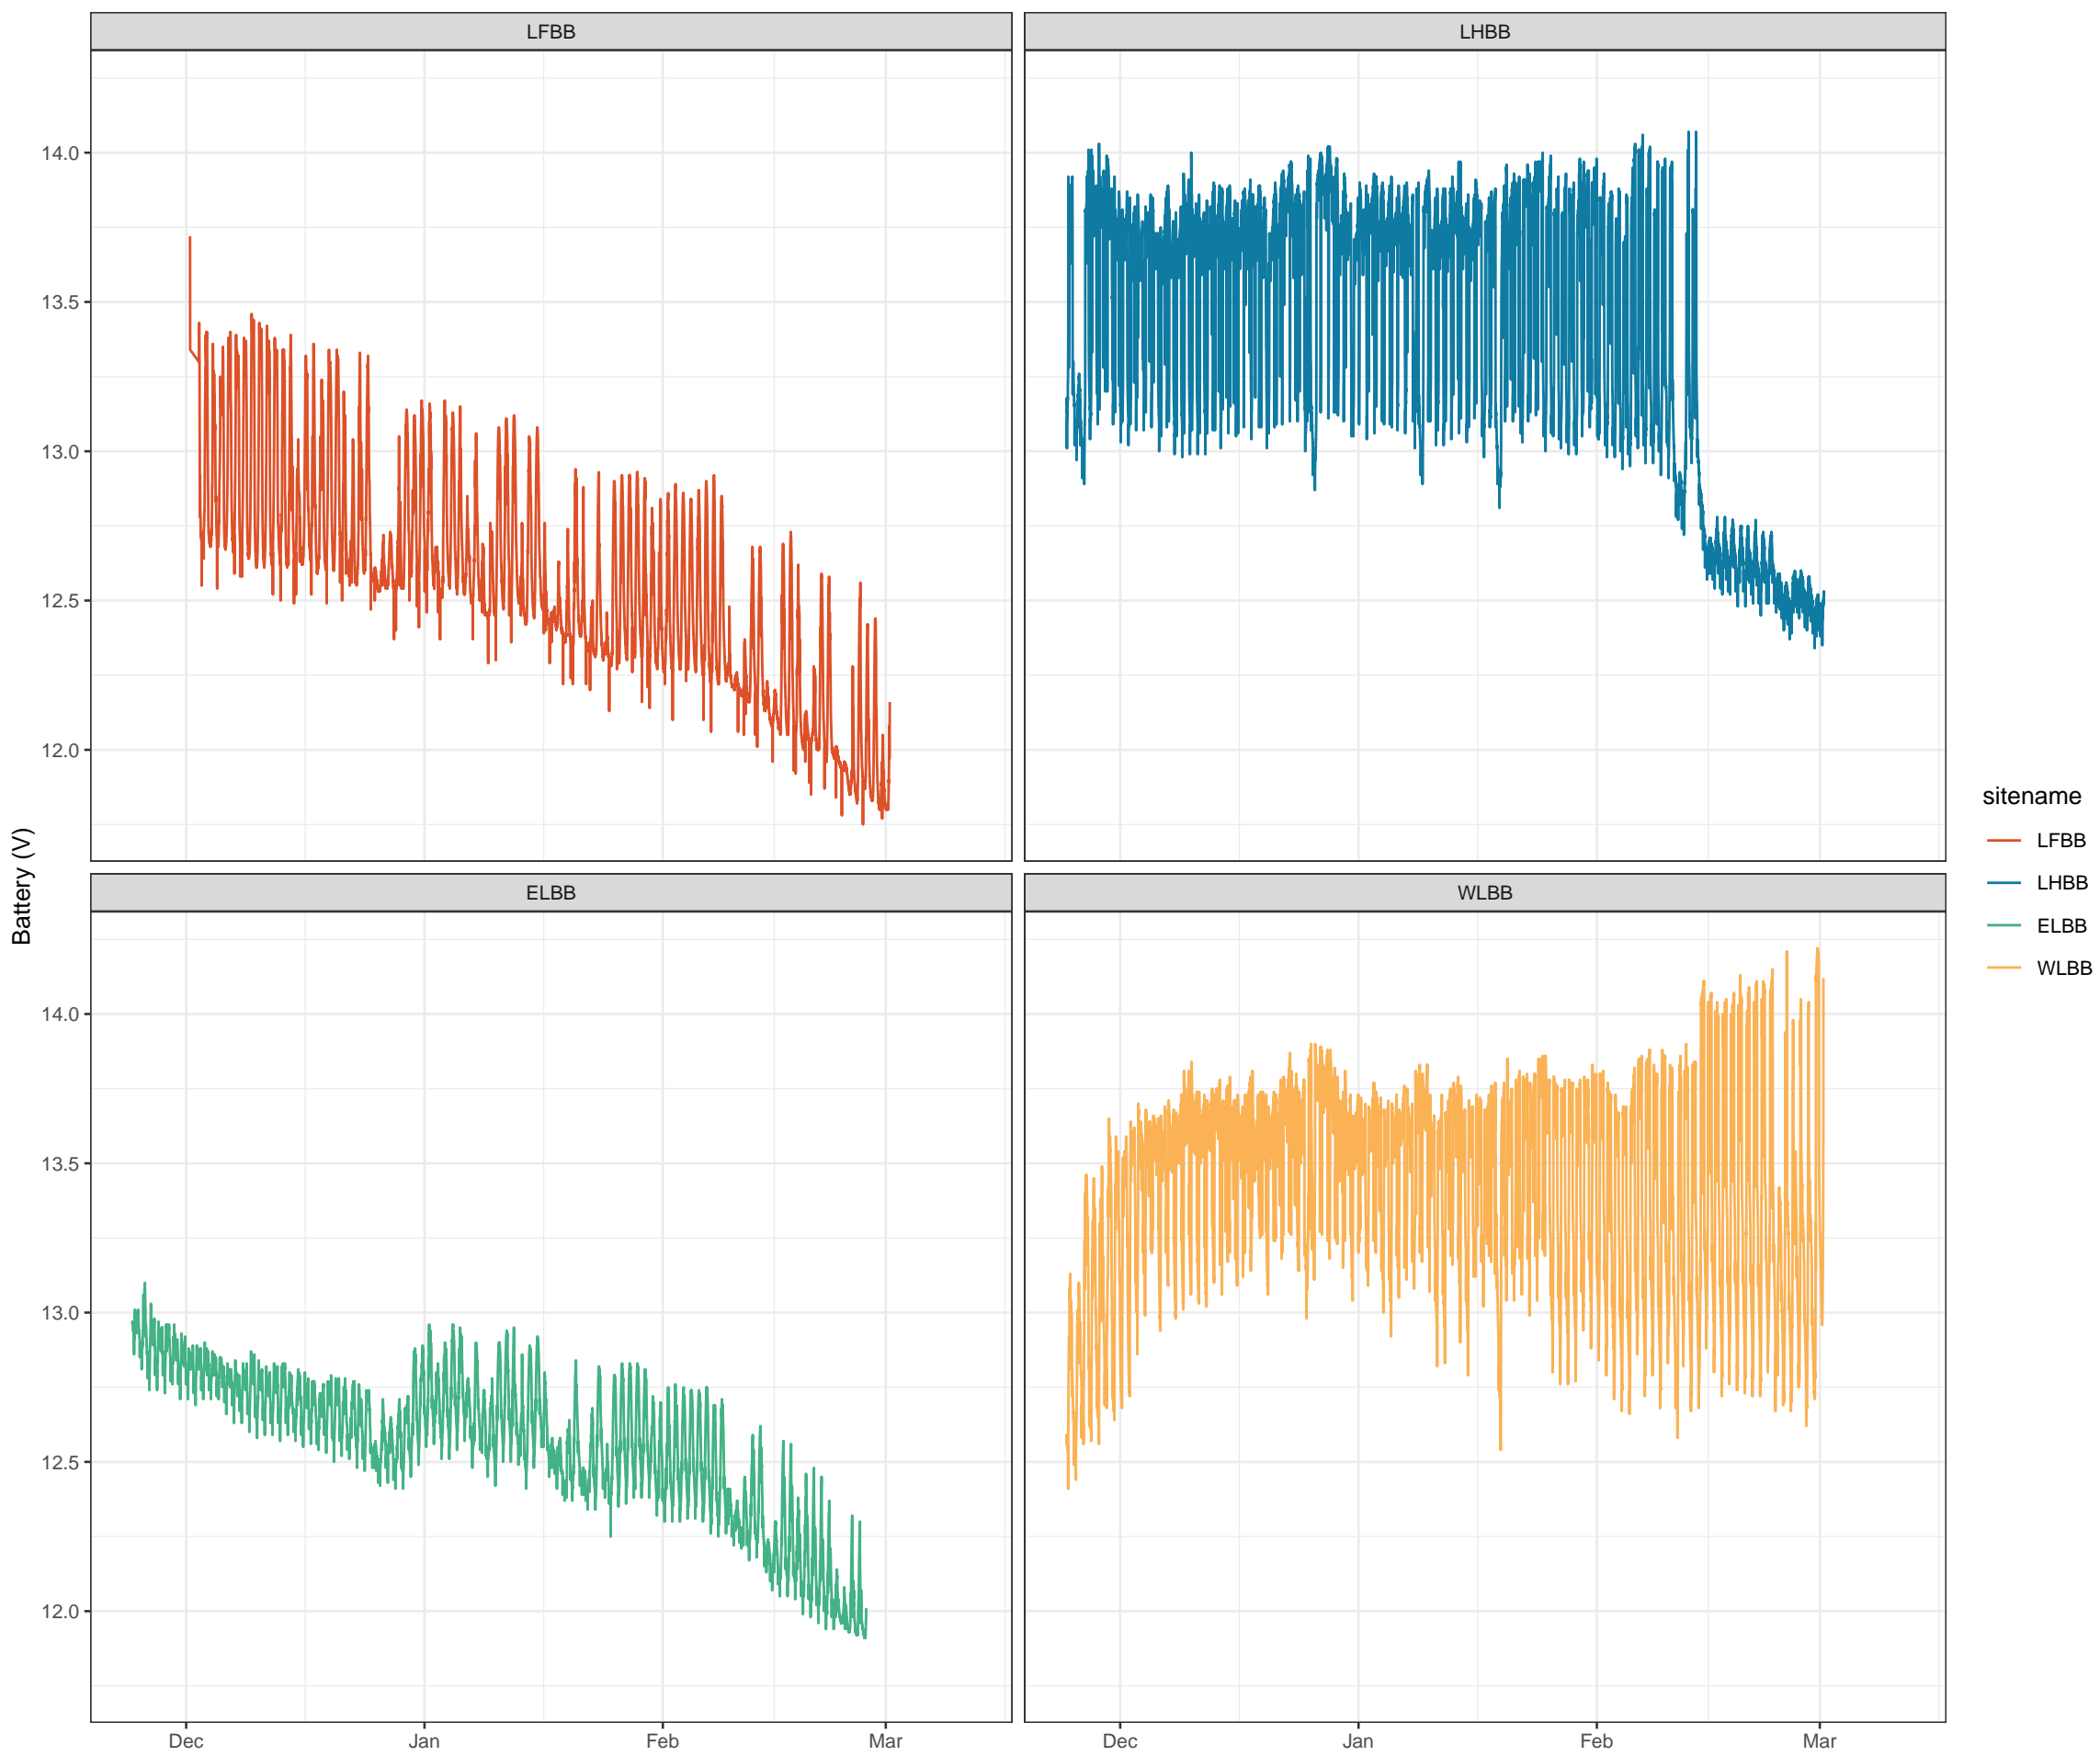 LFBB
LHBB
14.0
13.5
13.0
12.5
12.0
Battery (V)
ELBB
WLBB
14.0
13.5
13.0
12.5
12.0
Dec
Jan
Feb
Mar
Dec
Jan
Feb
Mar
sitename
LFBB
LHBB
ELBB
WLBB